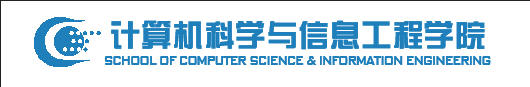 计算机科学与信息工程学院
SCHOOL OF COMPUTER SCIENCE & INFORMATION ENGINEERING